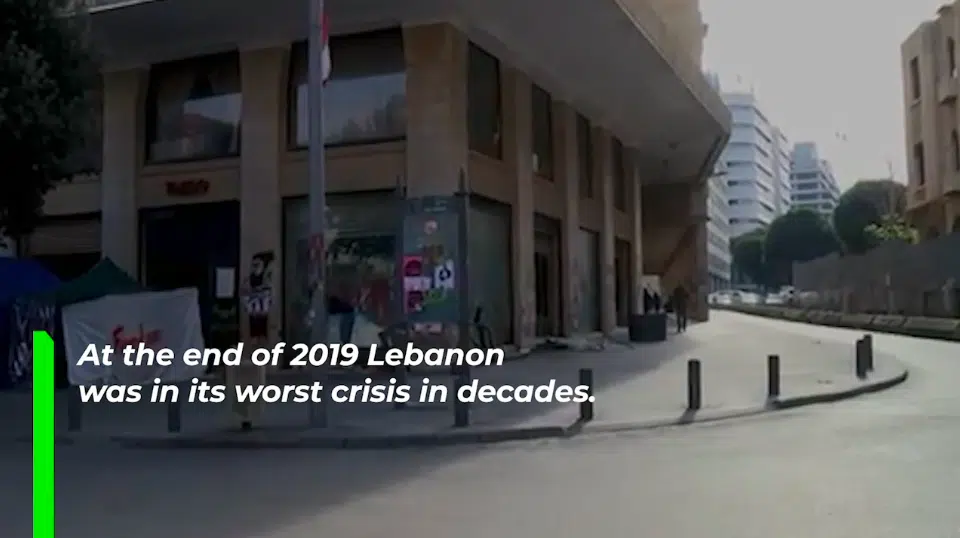 At the end of 2019 Lebanon
was in its worst crisis in decades.